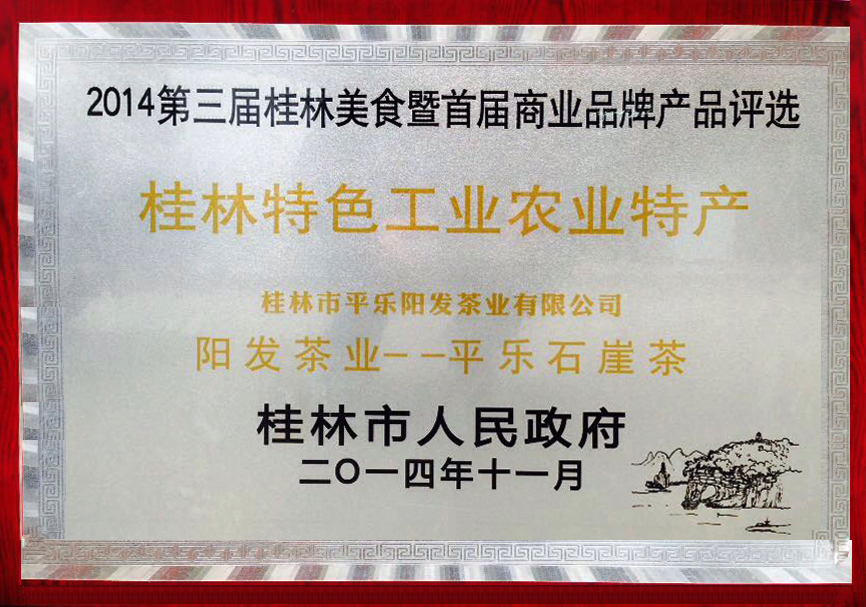 2014第三届桂林美食暨首届商业品牌产品评选
桂林特色工业农业特产
桂林市平乐阳发茶业有限公司
阳发茶业——平乐石崖茶
桂林市人民政府
二〇一四年十一月